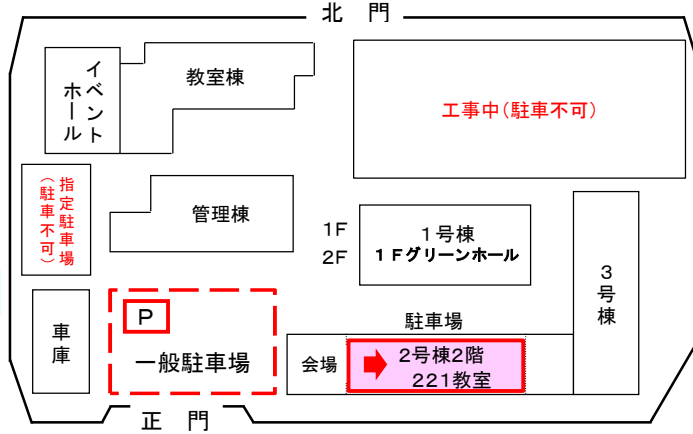 北 門
イベント
ホール
教室棟
工事中(駐車不可)
指定駐車場
(駐車不可)
管理棟
1F
2F
1号棟
1Fグリーンホール
3号棟
車庫
P
一般駐車場
駐車場
会場
2号棟2階
221教室
正 門